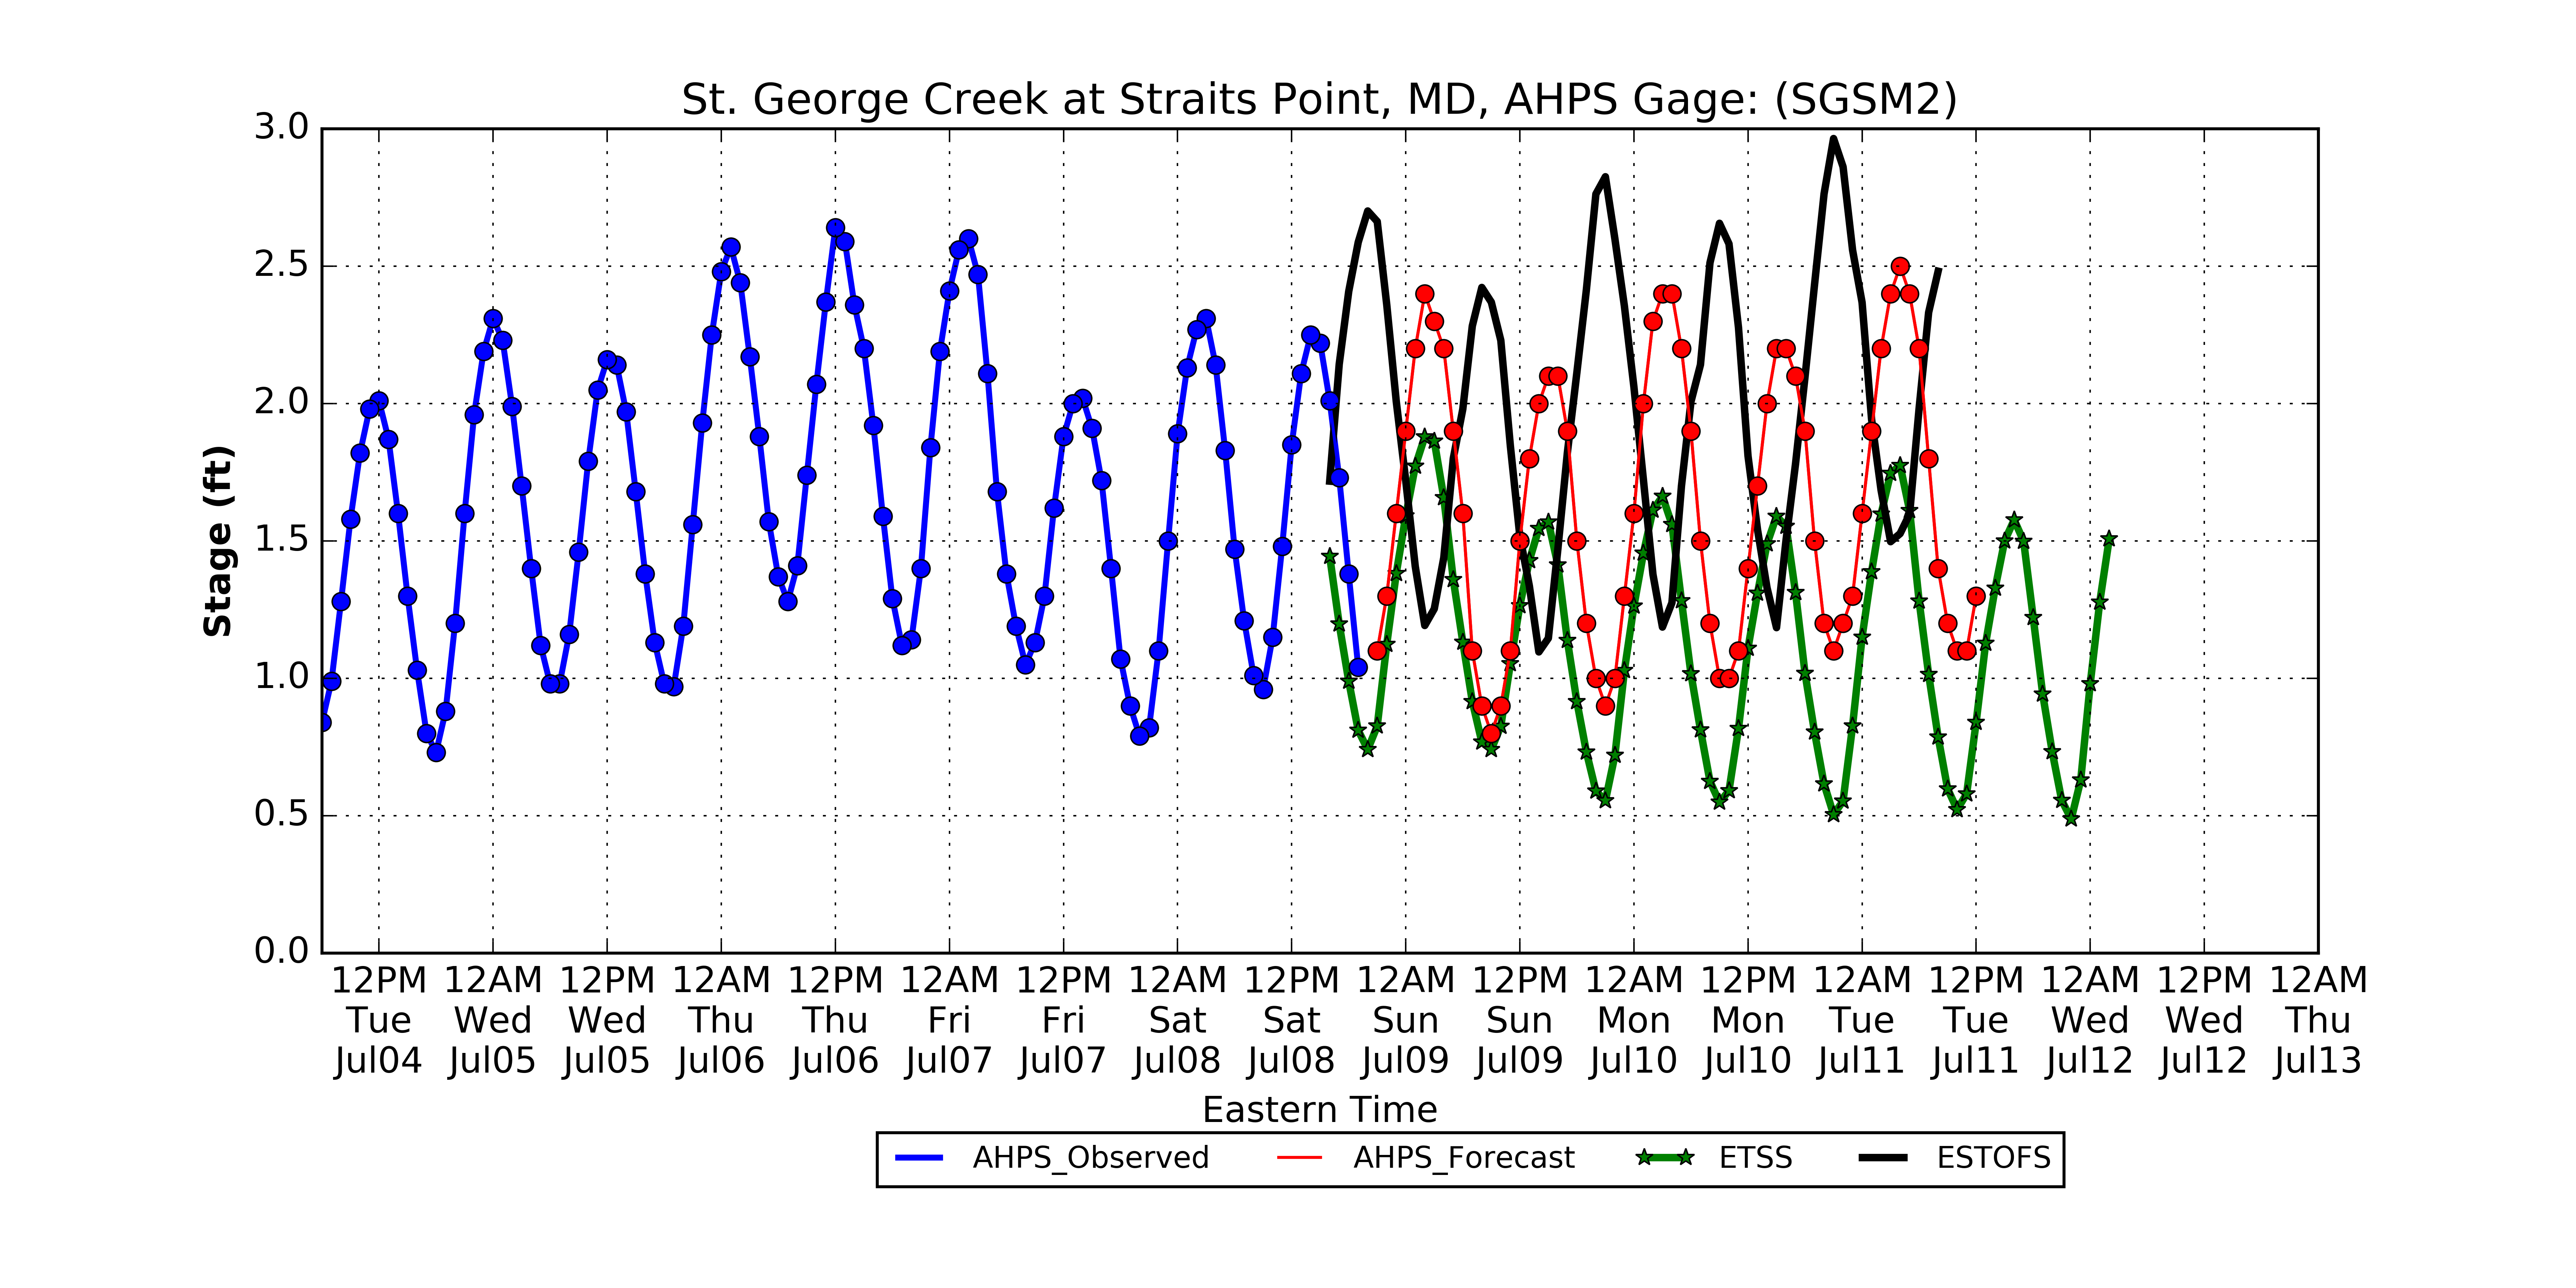 St. George Creek at Straits Point, MD, AHPS Gage: (SGSM2)
3.0
2.5
2.0
1.5
1.0
0.5
0.0
Stage (ft)
12PM 12AM 12PM 12AM 12PM 12AM 12PM 12AM 12PM 12AM 12PM 12AM 12PM 12AM 12PM 12AM 12PM 12AM
Tue Wed Wed Thu Thu Fri Fri Sat Sat Sun Sun Mon Mon Tue Tue Wed Wed Thu
Jul04 Jul05 Jul05 Jul06 Jul06 Jul07 Jul07 Jul08 Jul08 Jul09 Jul09 Jul10 Jul10 Jul11 Jul11 Jul12 Jul12 Jul13
Eastern Time
AHPS_Observed AHPS_Forecast ETSS ESTOFS